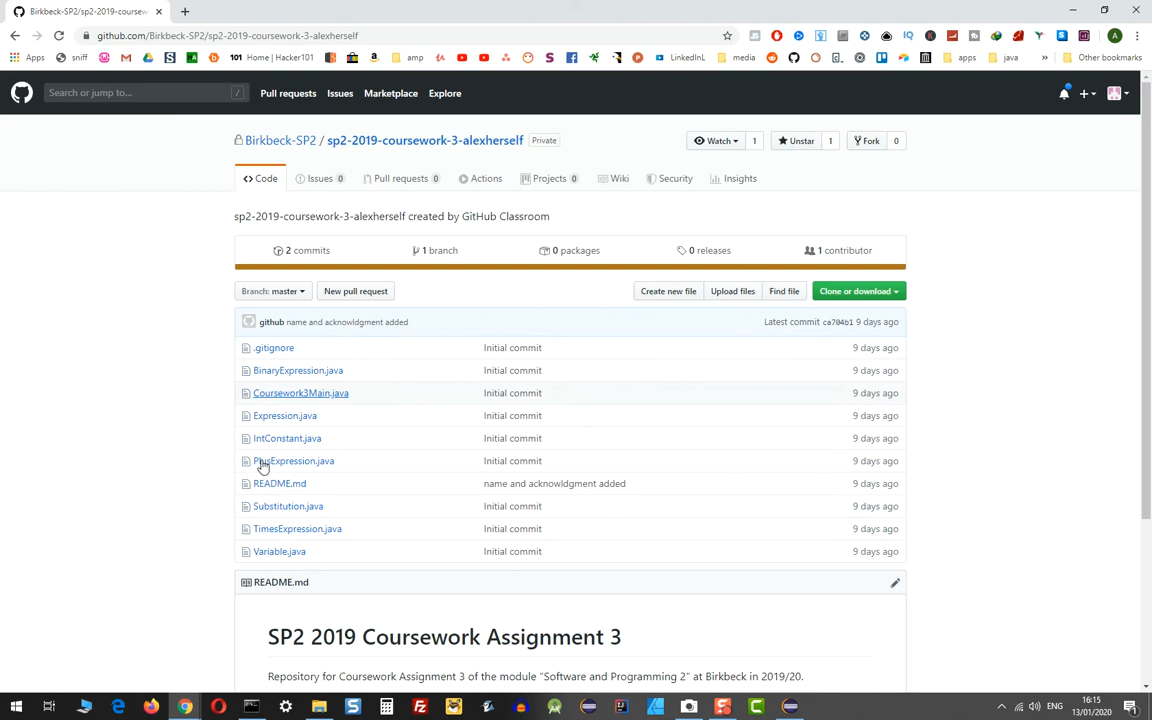 Birkbeck-SP2/sp2-2019-coursew
github.com/Birkbeck-SP2/sp2-2019-coursework-3-alexherself
Apps sniff amp LinkedIn media apps java » Other bookmarks
101 Home | Hacker101
Search or jump to... /
Pull requests Issues Marketplace Explore
Birkbeck-SP2 / sp2-2019-coursework-3-alexherself Private
Watch 1 Unstar 1 Fork 0
Code Issues 0 Pull requests 0 Actions Projects 0 Wiki Security Insights
sp2-2019-coursework-3-alexherself created by GitHub Classroom
2 commits 1 branch 0 packages 0 releases 1 contributor
Branch: master New pull request Create new file Upload files Find file Clone or download
github name and acknowldgment added Latest commit ca704b1 9 days ago
.gitignore Initial commit 9 days ago
BinaryExpression.java Initial commit 9 days ago
Coursework3Main.java Initial commit 9 days ago
Expression.java Initial commit 9 days ago
IntConstant.java Initial commit 9 days ago
PlusExpression.java Initial commit 9 days ago
README.md name and acknowldgment added 9 days ago
Substitution.java Initial commit 9 days ago
TimesExpression.java Initial commit 9 days ago
Variable.java Initial commit 9 days ago
README.md
SP2 2019 Coursework Assignment 3
Repository for Coursework Assignment 3 of the module "Software and Programming 2" at Birkbeck in 2019/20.
ENG 16:15
13/01/2020